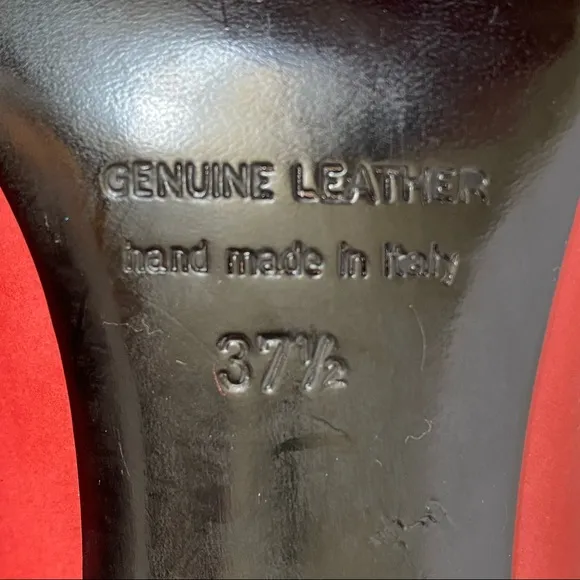 GENUINE LEATHER
hand made in Italy
37½